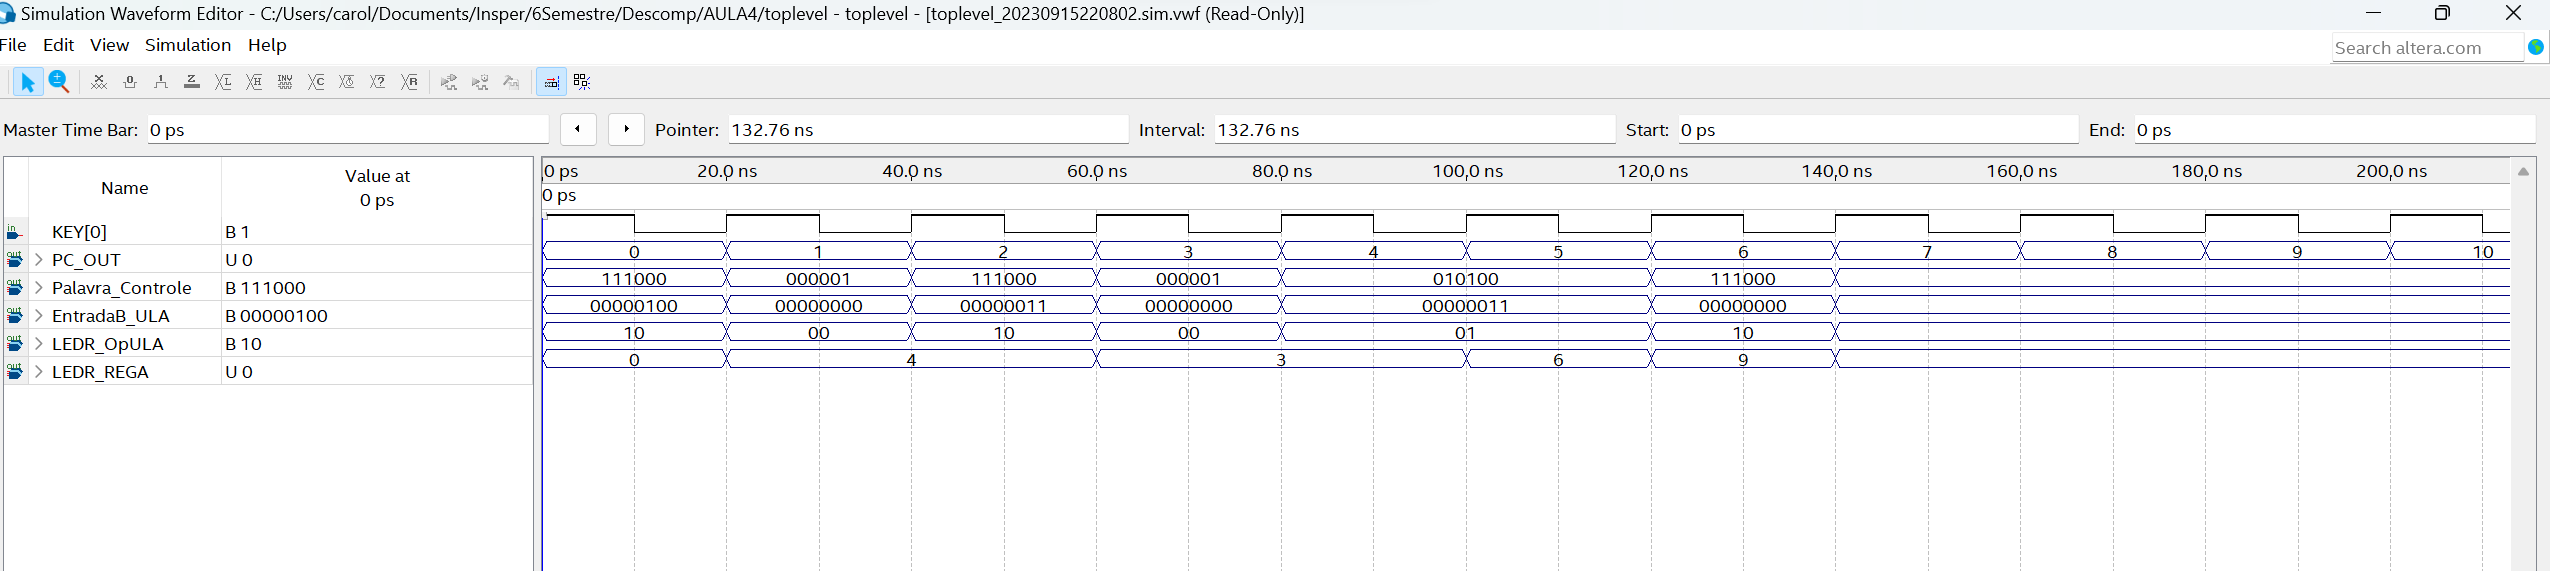 Simulation Waveform Editor - C:/Users/carol/Documents/Insper/6Semestre/Descomp/AULA4/toplevel - toplevel - [toplevel_20230915220802.sim.vwf (Read-Only)]
File Edit View Simulation Help
Search altera.com
Master Time Bar: 0 ps Pointer: 132.76 ns Interval: 132.76 ns Start: 0 ps End: 0 ps
Name Value at 0 ps
0 ps 20.0 ns 40.0 ns 60.0 ns 80.0 ns 100.0 ns 120.0 ns 140.0 ns 160.0 ns 180.0 ns 200.0 ns
0 ps
KEY[0] B 1
PC_OUT U 0 0 1 2 3 4 5 6 7 8 9 10
Palavra_Controle B 111000 111000 000001 111000 000001 010100 111000
EntradaB_ULA B 00000100 00000100 00000000 00000011 00000000 00000011 00000000
LEDR_OpULA B 10 10 00 10 00 01 10
LEDR_REGA U 0 0 4 3 6 9